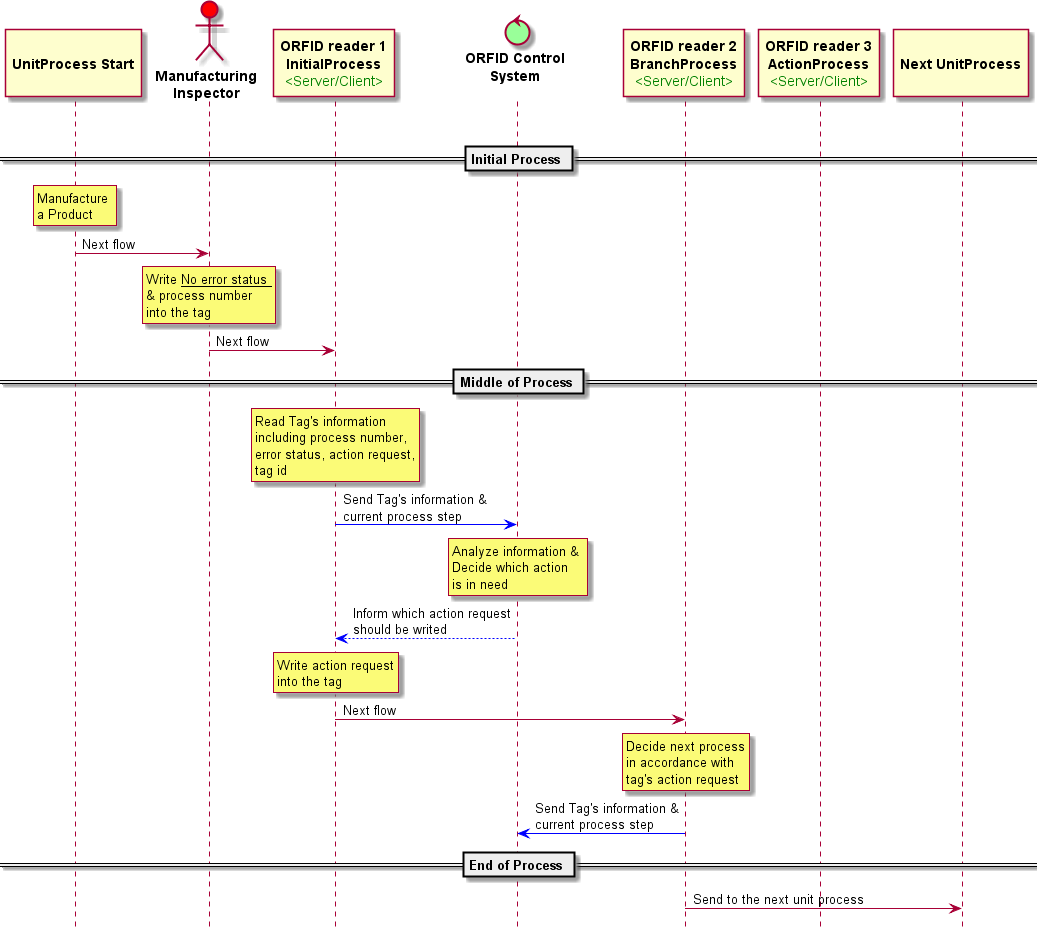 UnitProcess Start
Manufacturing
Inspector
ORFID reader 1
InitialProcess
<Server/Client>
ORFID Control
System
ORFID reader 2
BranchProcess
<Server/Client>
ORFID reader 3
ActionProcess
<Server/Client>
Next UnitProcess
Initial Process
Manufacture
a Product
Next flow
Write No error status
& process number
into the tag
Next flow
Middle of Process
Read Tag's information
including process number,
error status, action request,
tag id
Send Tag's information &
current process step
Analyze information &
Decide which action
is in need
Inform which action request
should be writed
Write action request
into the tag
Next flow
Decide next process
in accordance with
tag's action request
Send Tag's information &
current process step
End of Process
Send to the next unit process